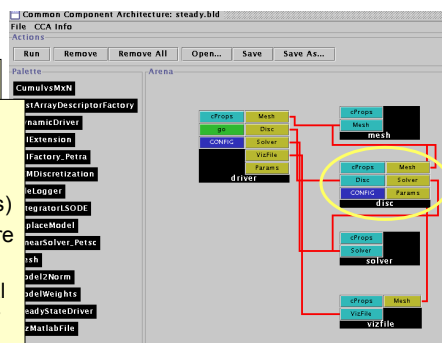 Common Component Architecture: steady.bld
File CCA Info
Actions
Run Remove Remove All Open... Save Save As...
Palette
Arena
CumulvsMxN
stArrayDescriptorFactory
namicDriver
lExtension
lFactory_Petra
MDiscretization
leLogger
tegratorLSODE
placeModel
nearSolver_Petsc
esh
odel2Norm
odelWeights
eadyStateDriver
zMatlabFile
s)
re
l
cProps Mesh
go Disc
CONFIG Solver
VizFile
Params
driver
cProps
Mesh
mesh
cProps Mesh
Disc Solver
CONFIG Params
disc
cProps
Solver
solver
cProps Mesh
VizFile
vizfile